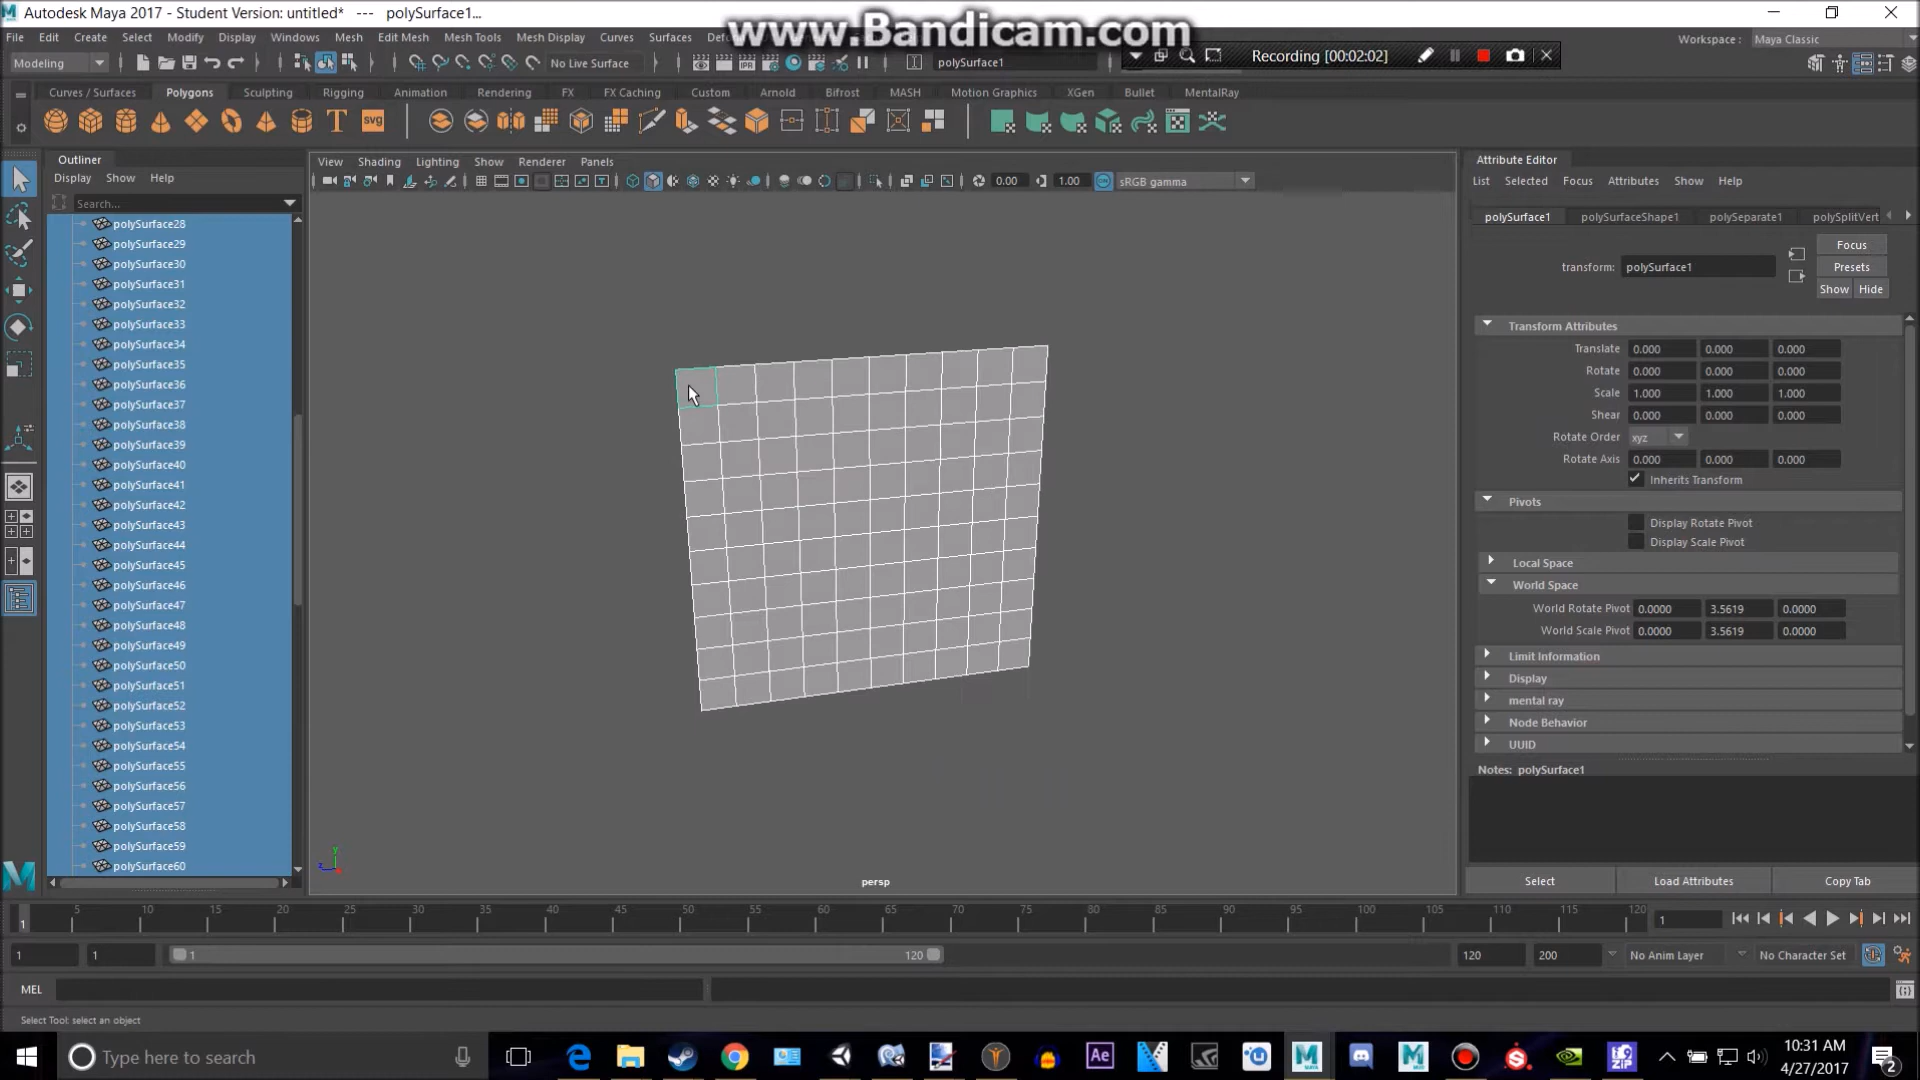 Autodesk Maya 2017 - Student Version: untitled* --- polySurface1...
www.Bandicam.com
File Edit Create Select Modify Display Windows Mesh Edit Mesh Mesh Tools Mesh Display Curves Surfaces
Workspace : Maya Classic
Recording [00:02:02]
Modeling
No Live Surface
polySurface1
Curves / Surfaces Polygons Sculpting Rigging Animation Rendering FX FX Caching Custom Arnold Bifrost MASH Motion Graphics XGen Bullet MentalRay
T svg
Outliner
Display Show Help
Search...
polySurface28
polySurface29
polySurface30
polySurface31
polySurface32
polySurface33
polySurface34
polySurface35
polySurface36
polySurface37
polySurface38
polySurface39
polySurface40
polySurface41
polySurface42
polySurface43
polySurface44
polySurface45
polySurface46
polySurface47
polySurface48
polySurface49
polySurface50
polySurface51
polySurface52
polySurface53
polySurface54
polySurface55
polySurface56
polySurface57
polySurface58
polySurface59
polySurface60
View Shading Lighting Show Renderer Panels
0.00 1.00 sRGB gamma
y
z
persp
Attribute Editor
List Selected Focus Attributes Show Help
polySurface1 polySurfaceShape1 polySeparate1 polySplitVert
Focus
transform: polySurface1
Presets
Show Hide
Transform Attributes
Translate 0.000 0.000 0.000
Rotate 0.000 0.000 0.000
Scale 1.000 1.000 1.000
Shear 0.000 0.000 0.000
Rotate Order xyz
Rotate Axis 0.000 0.000 0.000
Inherits Transform
Pivots
Display Rotate Pivot
Display Scale Pivot
Local Space
World Space
World Rotate Pivot 0.0000 3.5619 0.0000
World Scale Pivot 0.0000 3.5619 0.0000
Limit Information
Display
mental ray
Node Behavior
UUID
Notes: polySurface1
Select Load Attributes Copy Tab
1 5 10 15 20 25 30 35 40 45 50 55 60 65 70 75 80 85 90 95 100 105 110 115 120 1
1 1 1 120 120 200 No Anim Layer No Character Set
MEL
Select Tool: select an object
Type here to search
Ae
10:31 AM
4/27/2017
2